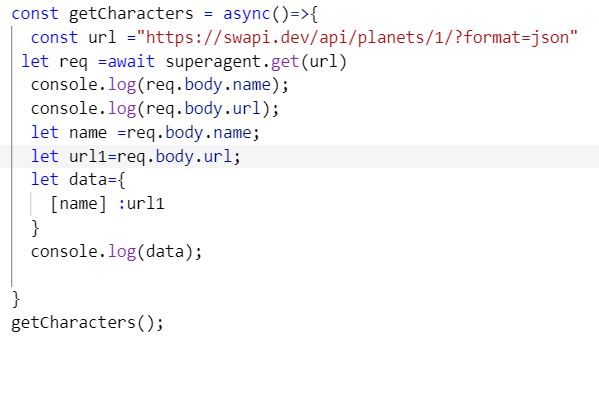 const getCharacters = async()=>{
const url ="https://swapi.dev/api/planets/1/?format=json"
let req =await superagent.get(url)
console.log(req.body.name);
console.log(req.body.url);
let name =req.body.name;
let url1=req.body.url;
let data={
[name] :url1
}
console.log(data);
}
getCharacters();